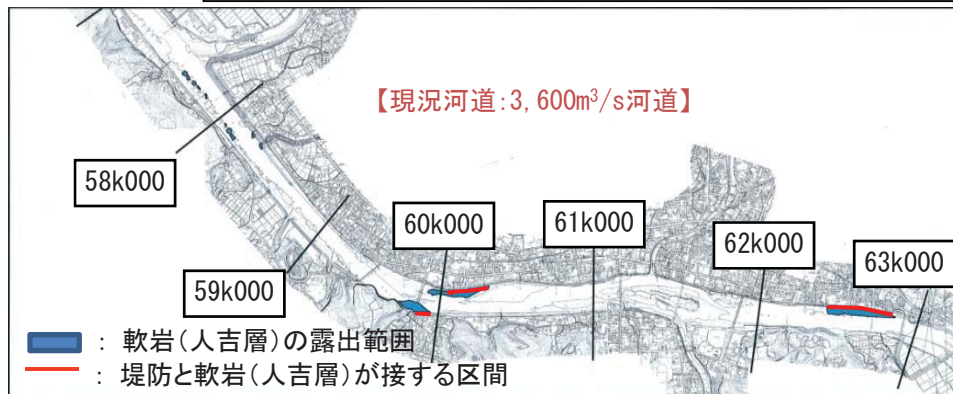 【現況河道:3,600m³/s河道】
58k000
59k000
60k000
61k000
62k000
63k000
: 軟岩(人吉層)の露出範囲
: 堤防と軟岩(人吉層)が接する区間